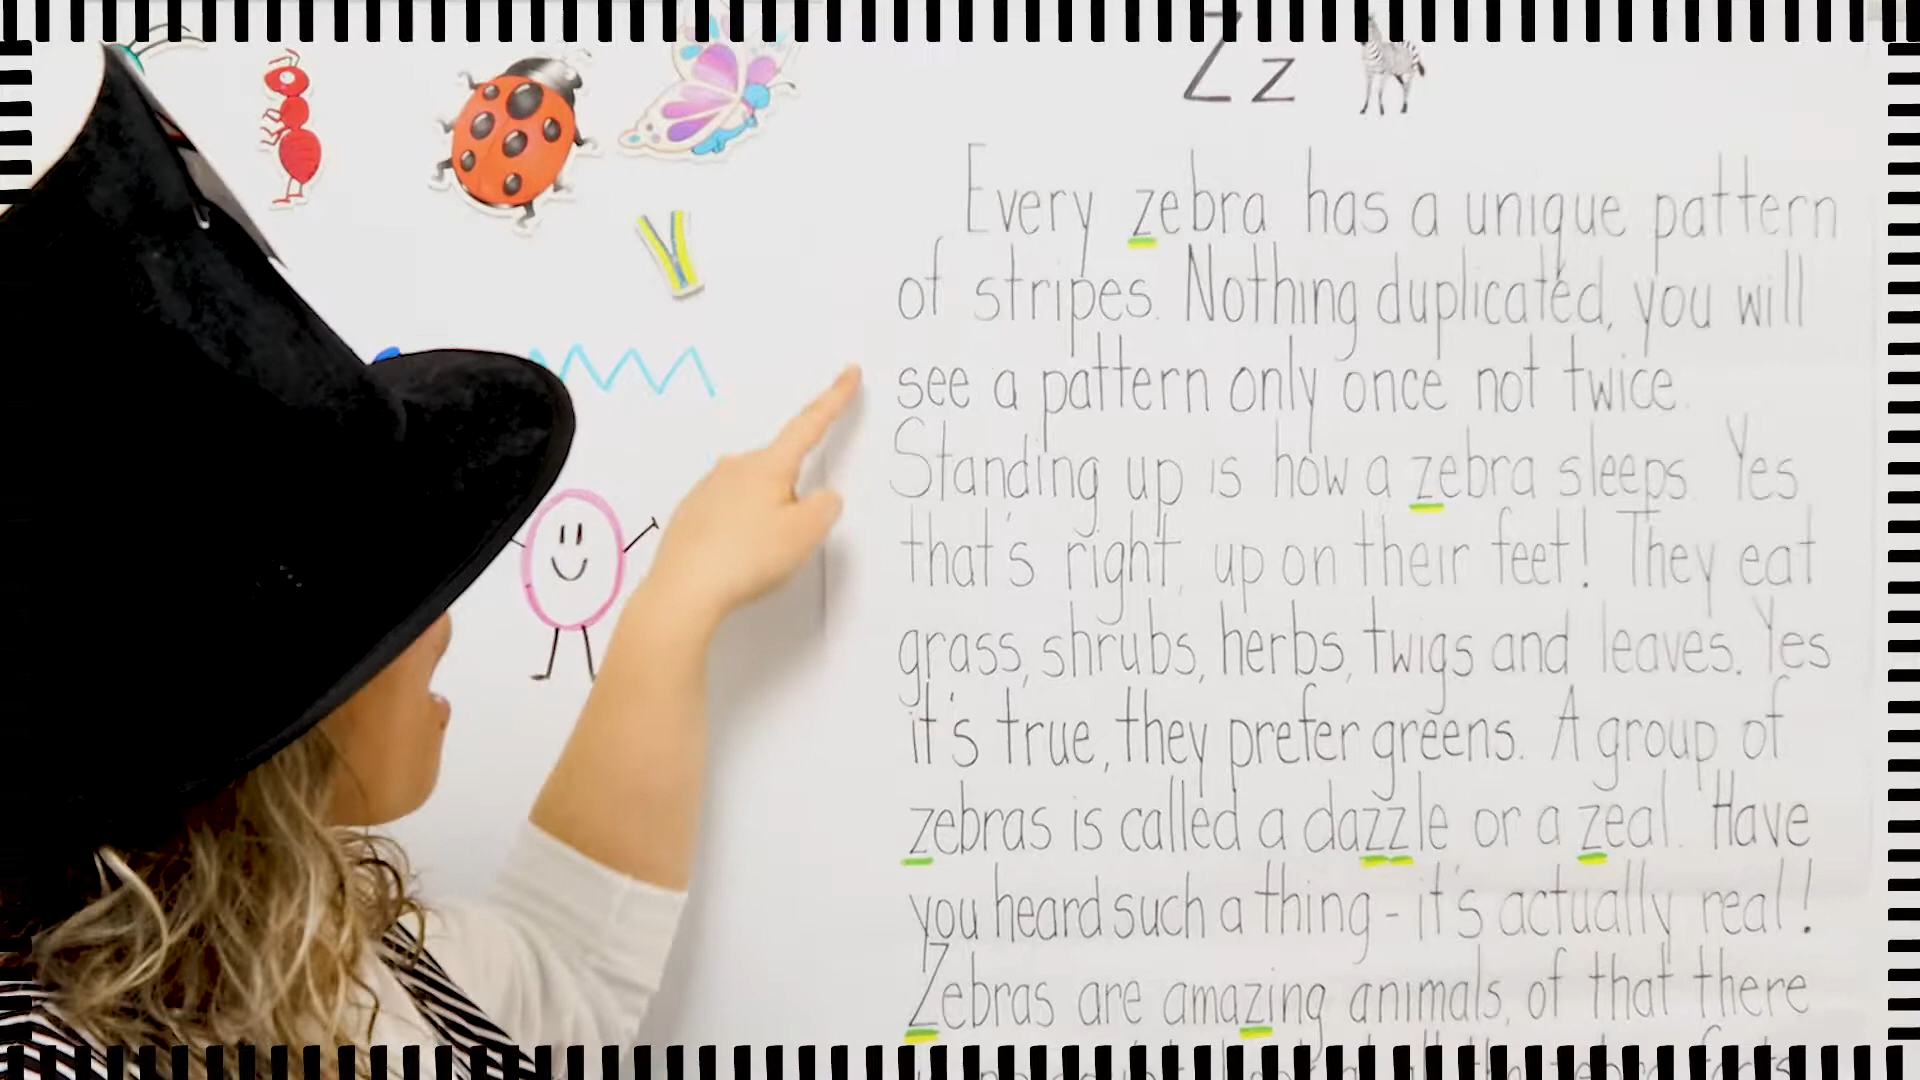 Zz
Every zebra has a unique pattern
of stripes. Nothing duplicated, you will
see a pattern only once not twice.
Standing up is how a zebra sleeps. Yes
that's right, up on their feet! They eat
grass, shrubs, herbs, twigs and leaves. Yes
it's true, they prefer greens. A group of
zebras is called a dazzle or a zeal. Have
you heard such a thing - it's actually real!
Zebras are amazing animals, of that there